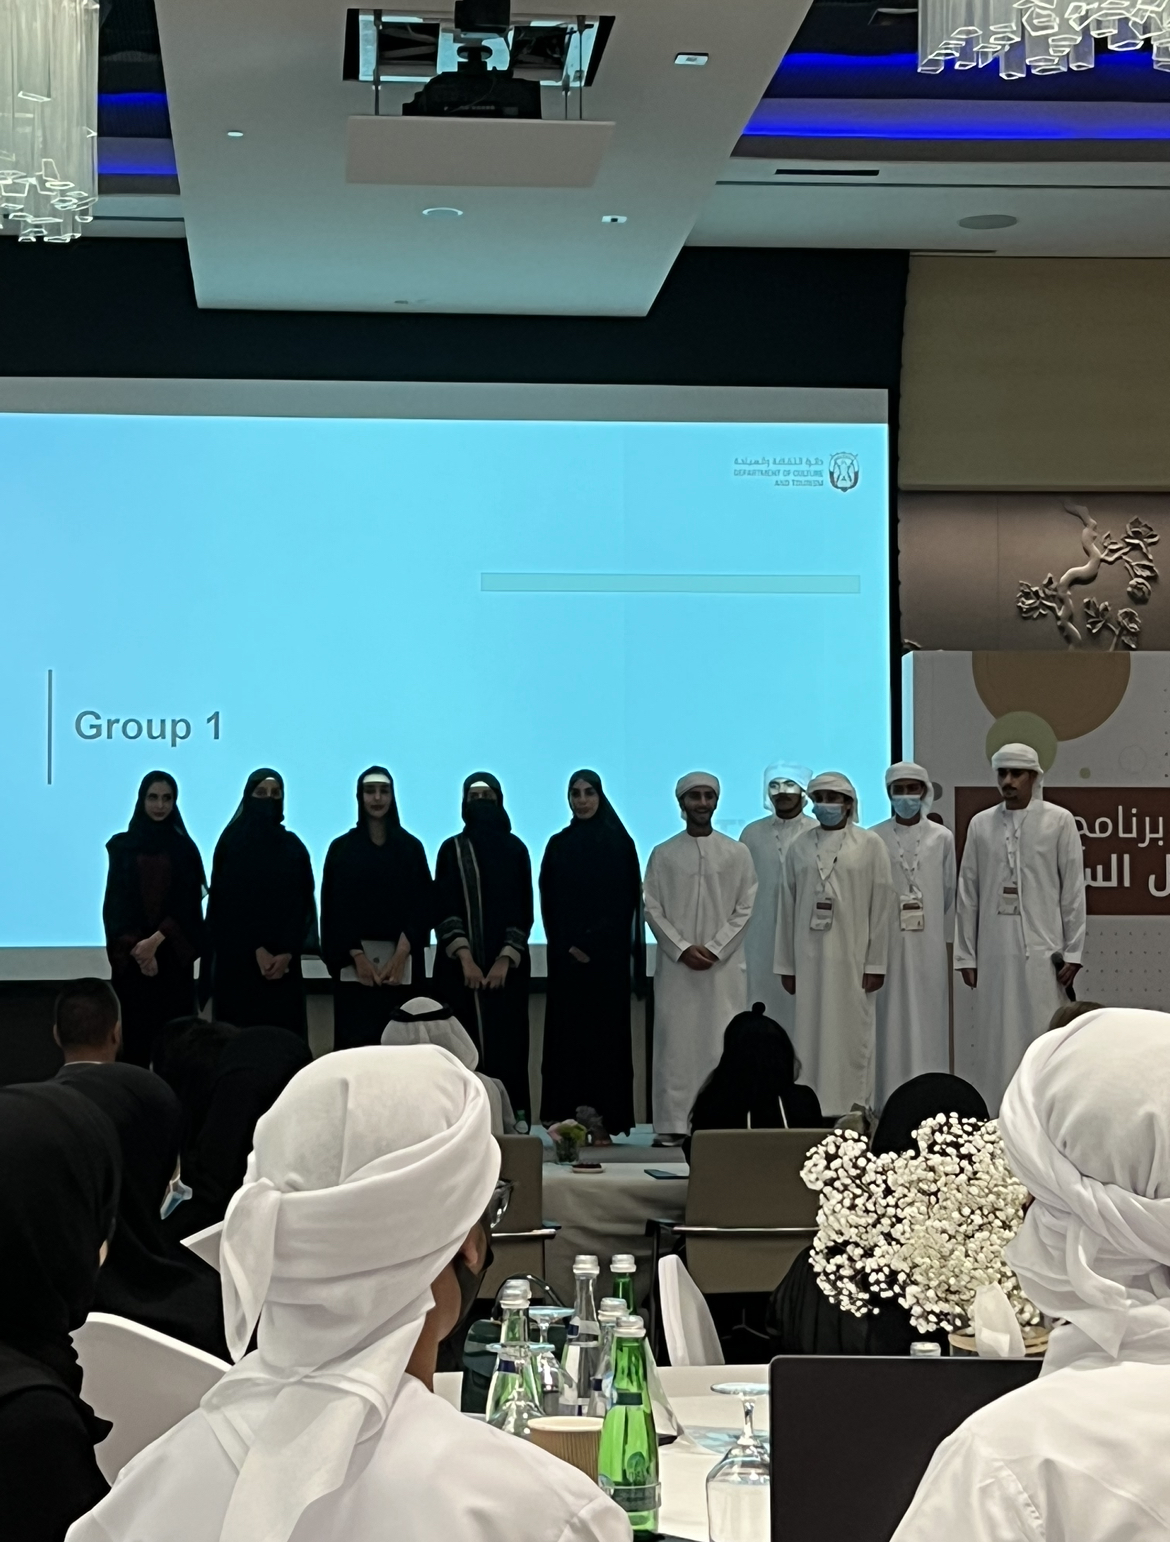 دائرة الثقافة والسياحة
DEPARTMENT OF CULTURE
AND TOURISM
Group 1
برنامج